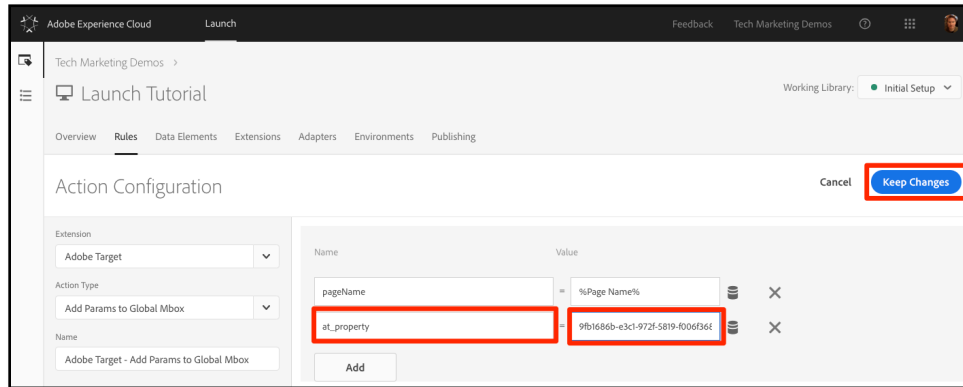 Adobe Experience Cloud Launch Feedback Tech Marketing Demos
Tech Marketing Demos >
Launch Tutorial
Working Library: Initial Setup
Overview Rules Data Elements Extensions Adapters Environments Publishing
Action Configuration
Cancel Keep Changes
Extension
Adobe Target
Action Type
Add Params to Global Mbox
Name
Adobe Target - Add Params to Global Mbox
Name Value
pageName = %Page Name%
at_property = 9fb1686b-e3c1-972f-5819-f006f368
Add